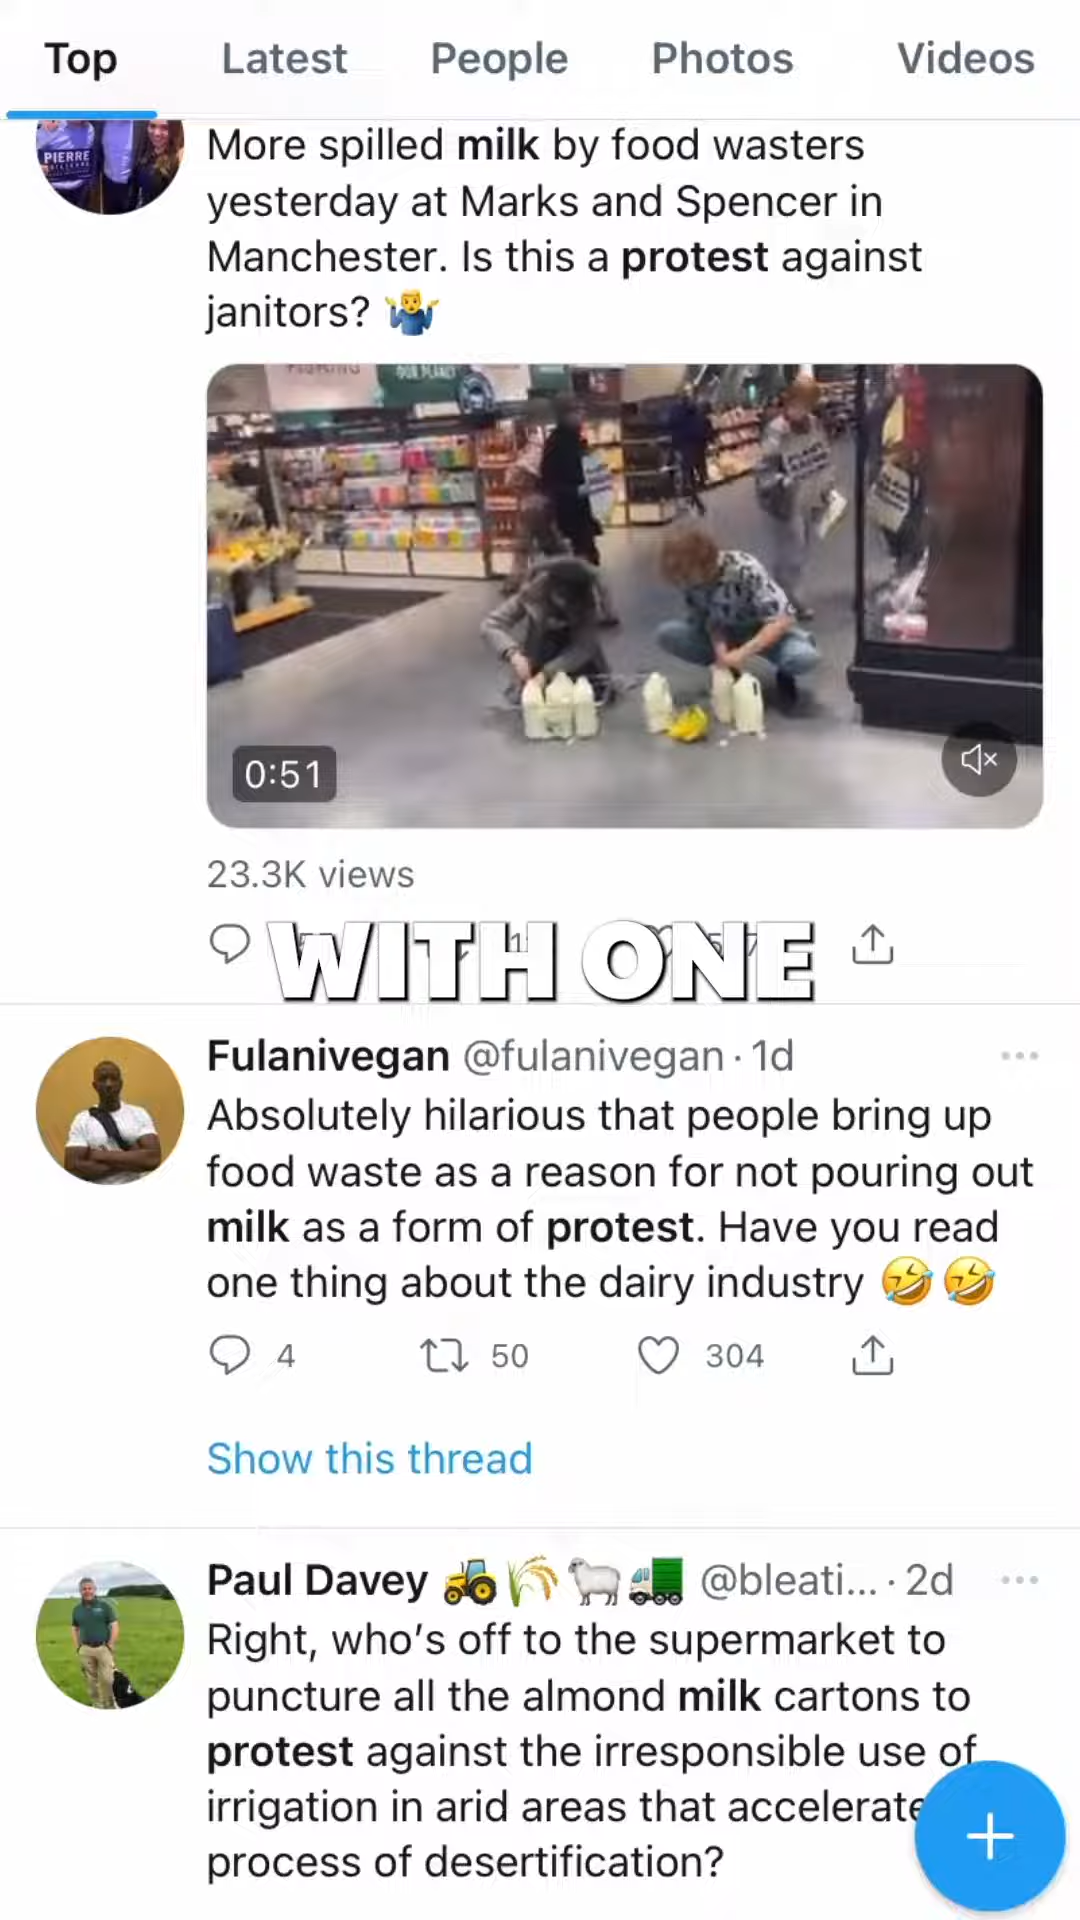 Top Latest People Photos Videos
PIERRE
More spilled milk by food wasters
yesterday at Marks and Spencer in
Manchester. Is this a protest against
janitors? 🤷‍♂️
OUR PLANET
0:51
23.3K views
WITH ONE
Fulanivegan @fulanivegan · 1d
Absolutely hilarious that people bring up
food waste as a reason for not pouring out
milk as a form of protest. Have you read
one thing about the dairy industry 🤣🤣
4 50 304
Show this thread
Paul Davey 🚜🌾🐑🚛 @bleati... · 2d
Right, who's off to the supermarket to
puncture all the almond milk cartons to
protest against the irresponsible use of
irrigation in arid areas that accelerate
process of desertification?